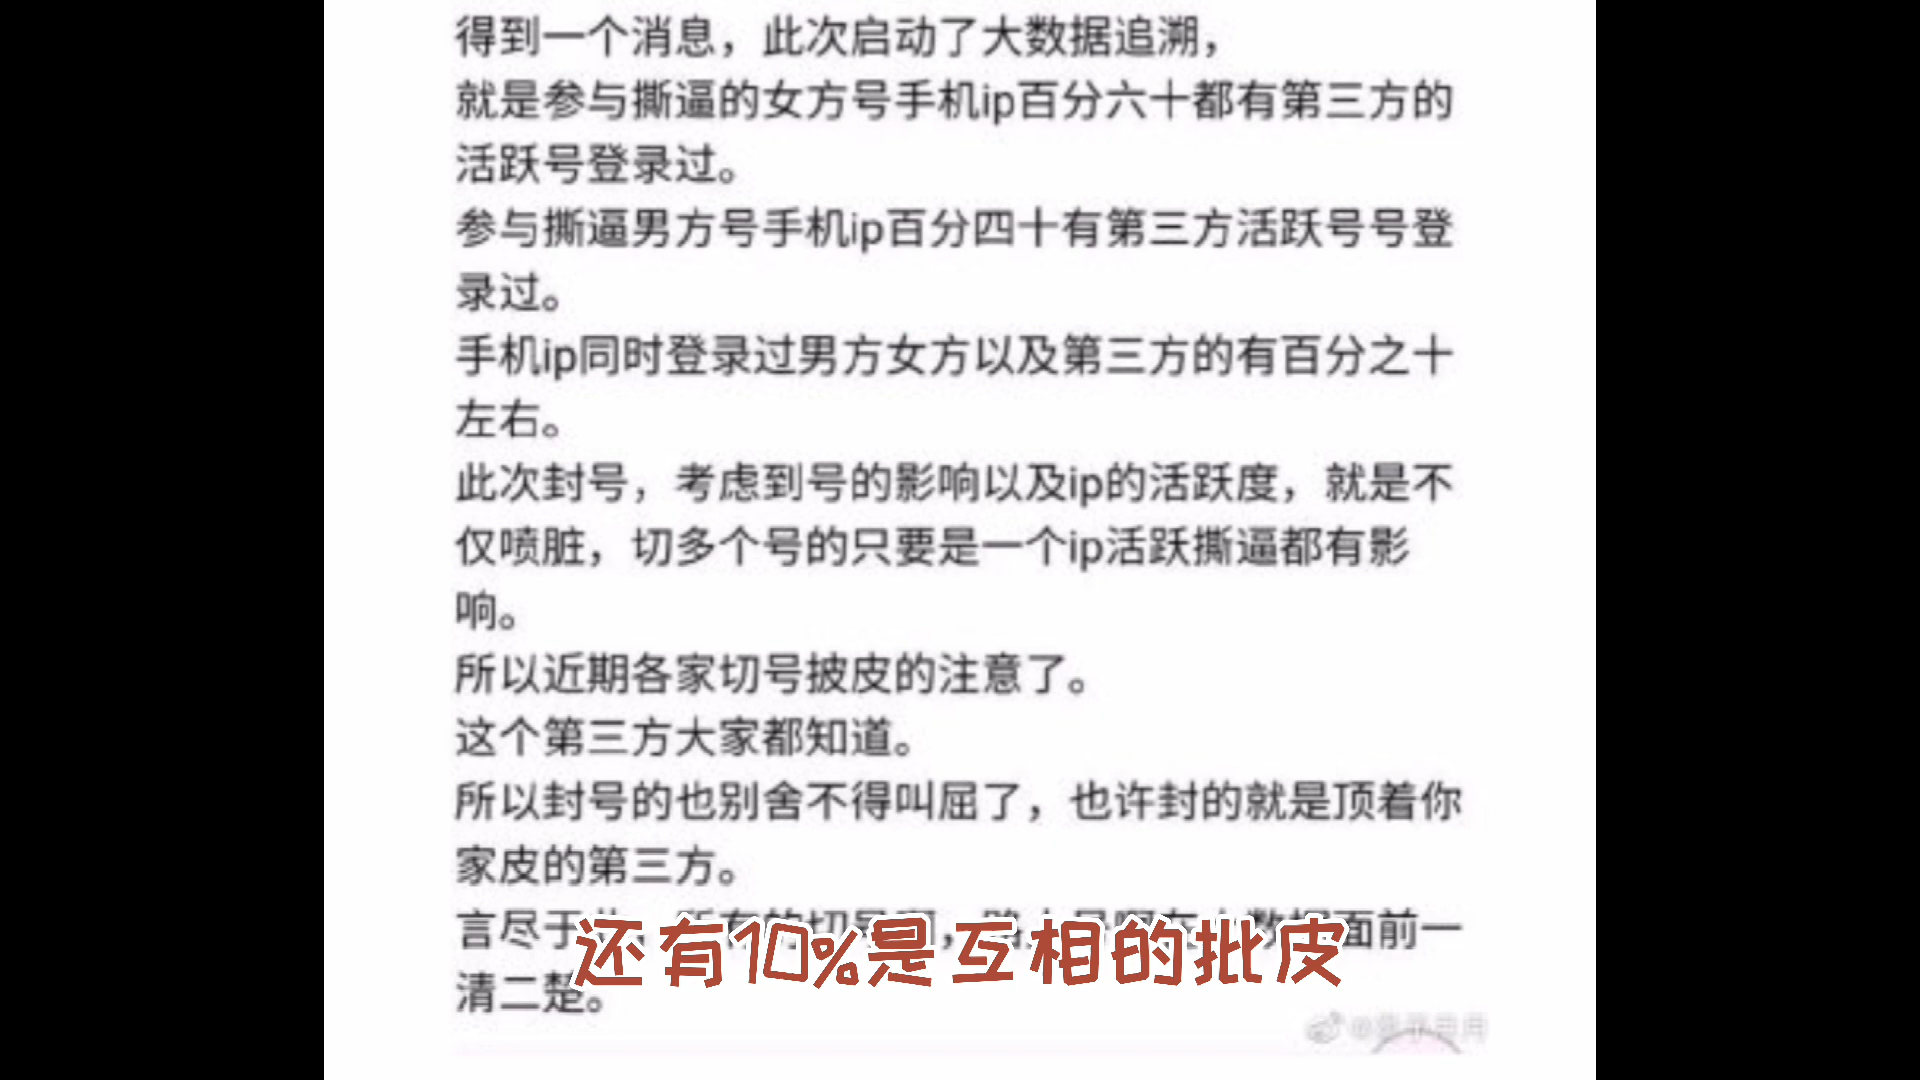 得到一个消息，此次启动了大数据追溯，
就是参与撕逼的女方号手机ip百分六十都有第三方的
活跃号登录过。
参与撕逼男方号手机ip百分四十有第三方活跃号号登
录过。
手机ip同时登录过男方女方以及第三方的有百分之十
左右。
此次封号，考虑到号的影响以及ip的活跃度，就是不
仅喷脏，切多个号的只要是一个ip活跃撕逼都有影
响。
所以近期各家切号披皮的注意了。
这个第三方大家都知道。
所以封号的也别舍不得叫屈了，也许封的就是顶着你
家皮的第三方。
言尽于 面前一
清二楚。
还有10%是互相的批皮